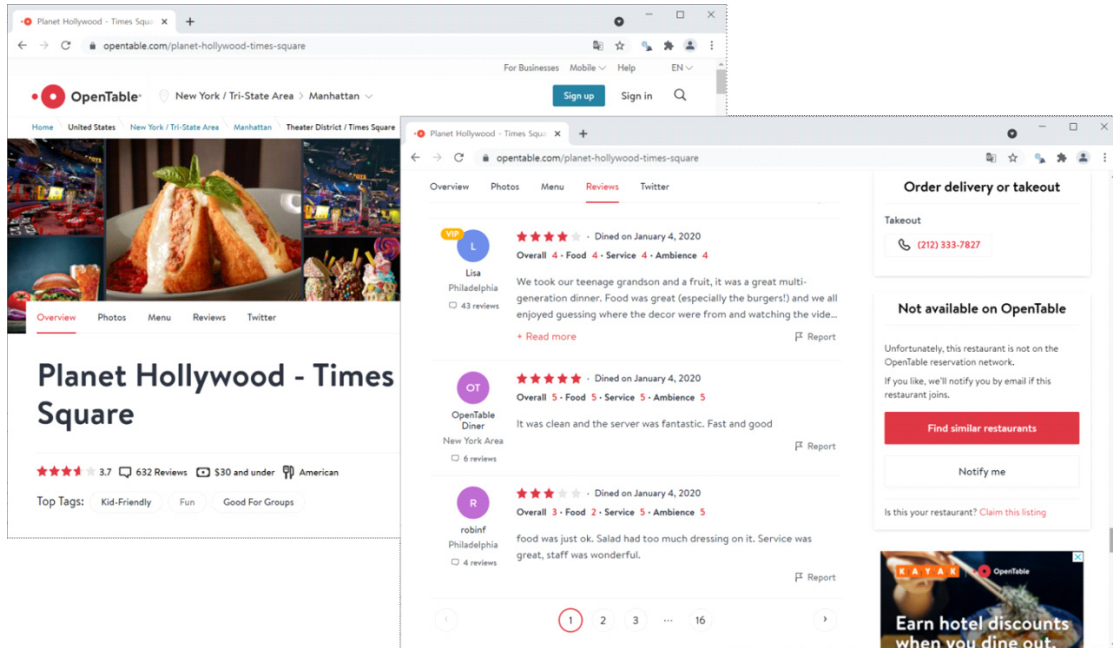 Planet Hollywood - Times Squa
opentable.com/planet-hollywood-times-square
For Businesses Mobile Help EN
OpenTable New York / Tri-State Area > Manhattan Sign up Sign in
Home United States New York / Tri-State Area Manhattan Theater District / Times Square
Overview Photos Menu Reviews Twitter
Planet Hollywood - Times
Square
3.7 632 Reviews $30 and under American
Top Tags: Kid-Friendly Fun Good For Groups
Planet Hollywood - Times Squa
opentable.com/planet-hollywood-times-square
Overview Photos Menu Reviews Twitter
VIP
L
Lisa
Philadelphia
43 reviews
· Dined on January 4, 2020
Overall 4 · Food 4 · Service 4 · Ambience 4
We took our teenage grandson and a fruit, it was a great multi-
generation dinner. Food was great (especially the burgers!) and we all
enjoyed guessing where the decor were from and watching the vide...
+ Read more
Report
OT
OpenTable
Diner
New York Area
6 reviews
· Dined on January 4, 2020
Overall 5 · Food 5 · Service 5 · Ambience 5
It was clean and the server was fantastic. Fast and good
Report
R
robinf
Philadelphia
4 reviews
· Dined on January 4, 2020
Overall 3 · Food 2 · Service 5 · Ambience 5
food was just ok. Salad had too much dressing on it. Service was
great, staff was wonderful.
Report
< 1 2 3 ... 16 >
Order delivery or takeout
Takeout
(212) 333-7827
Not available on OpenTable
Unfortunately, this restaurant is not on the
OpenTable reservation network.
If you like, we'll notify you by email if this
restaurant joins.
Find similar restaurants
Notify me
Is this your restaurant? Claim this listing
KAYAK OpenTable
Earn hotel discounts
when you dine out.